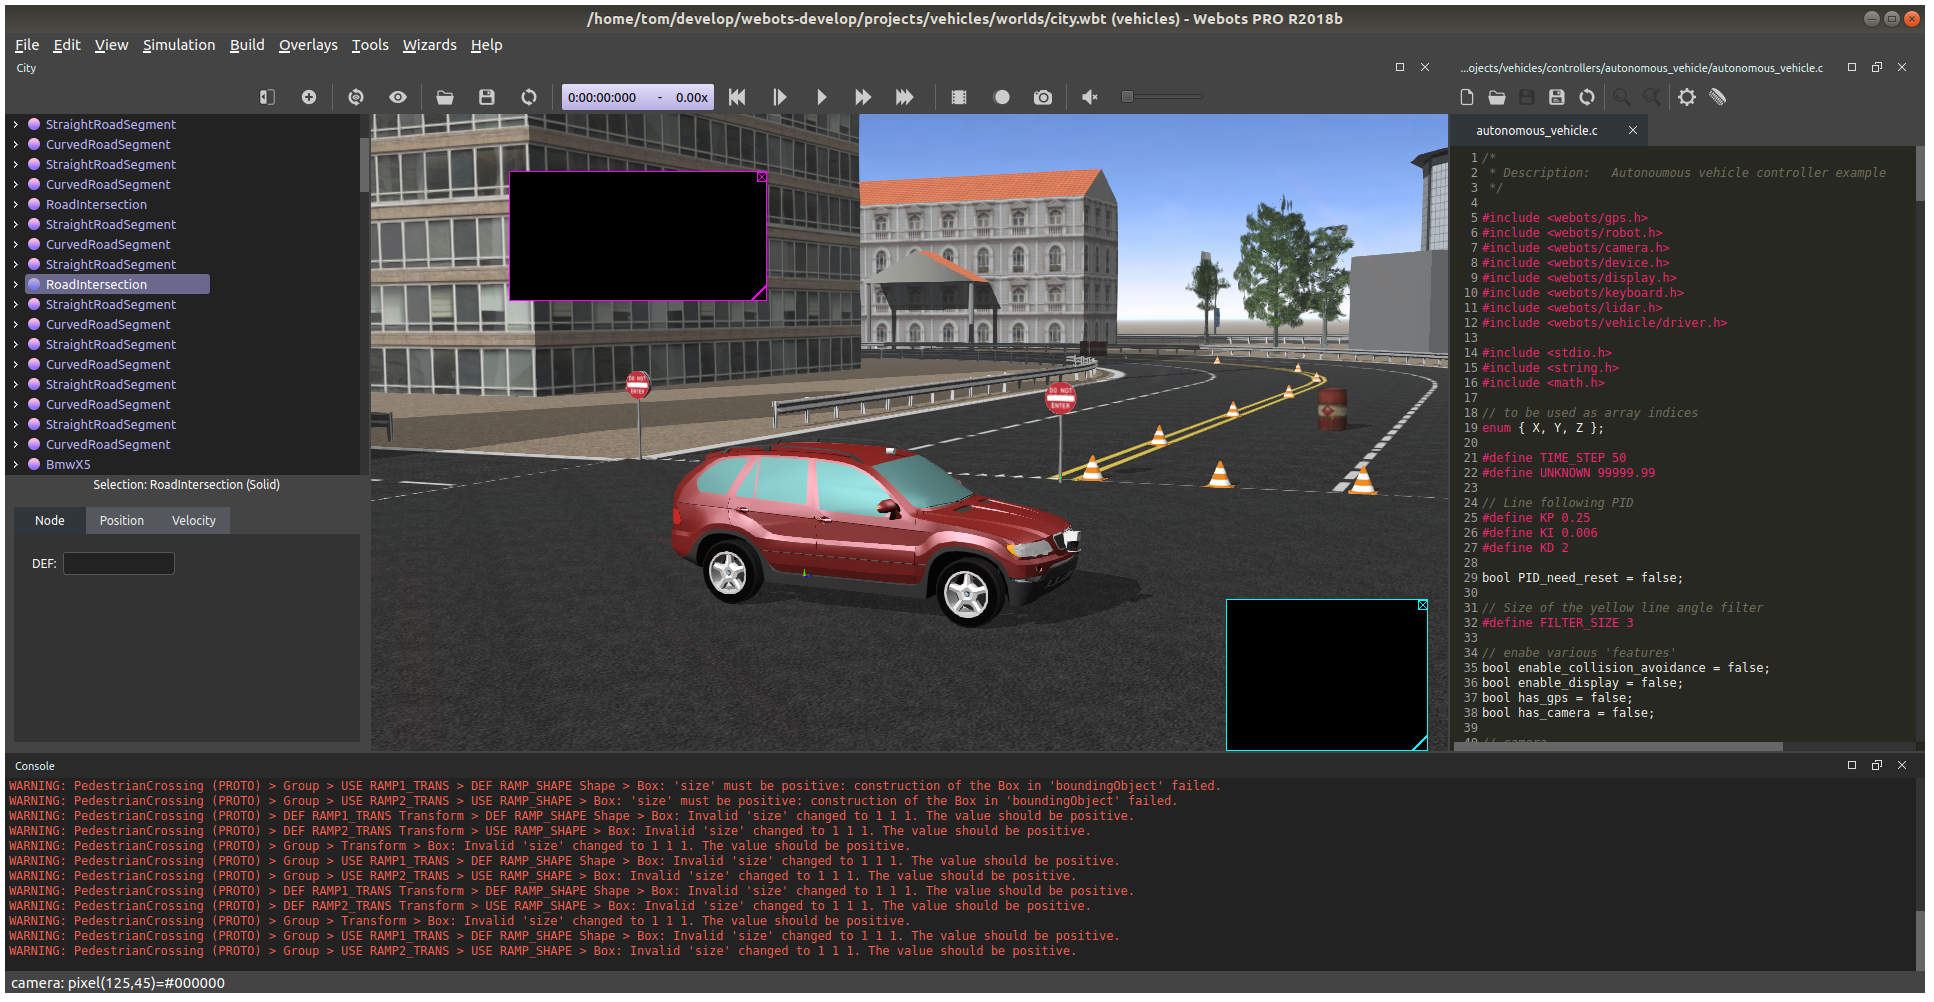 /home/tom/develop/webots-develop/projects/vehicles/worlds/city.wbt (vehicles) - Webots PRO R2018b
File Edit View Simulation Build Overlays Tools Wizards Help
City
0:00:00:000 - 0.00x
StraightRoadSegment
CurvedRoadSegment
StraightRoadSegment
CurvedRoadSegment
RoadIntersection
StraightRoadSegment
CurvedRoadSegment
StraightRoadSegment
RoadIntersection
StraightRoadSegment
CurvedRoadSegment
StraightRoadSegment
CurvedRoadSegment
StraightRoadSegment
CurvedRoadSegment
StraightRoadSegment
CurvedRoadSegment
BmwX5
Selection: RoadIntersection (Solid)
Node Position Velocity
DEF:
DO NOT
ENTER
DO NOT
ENTER
...ojects/vehicles/controllers/autonomous_vehicle/autonomous_vehicle.c
autonomous_vehicle.c
1 /*
2 * Description: Autonoumous vehicle controller example
3 */
4
5 #include <webots/gps.h>
6 #include <webots/robot.h>
7 #include <webots/camera.h>
8 #include <webots/device.h>
9 #include <webots/display.h>
10 #include <webots/keyboard.h>
11 #include <webots/lidar.h>
12 #include <webots/vehicle/driver.h>
13
14 #include <stdio.h>
15 #include <string.h>
16 #include <math.h>
17
18 // to be used as array indices
19 enum { X, Y, Z };
20
21 #define TIME_STEP 50
22 #define UNKNOWN 99999.99
23
24 // Line following PID
25 #define KP 0.25
26 #define KI 0.006
27 #define KD 2
28
29 bool PID_need_reset = false;
30
31 // Size of the yellow line angle filter
32 #define FILTER_SIZE 3
33
34 // enabe various 'features'
35 bool enable_collision_avoidance = false;
36 bool enable_display = false;
37 bool has_gps = false;
38 bool has_camera = false;
39
40 // camera
Console
WARNING: PedestrianCrossing (PROTO) > Group > USE RAMP1_TRANS > DEF RAMP_SHAPE Shape > Box: 'size' must be positive: construction of the Box in 'boundingObject' failed.
WARNING: PedestrianCrossing (PROTO) > Group > USE RAMP2_TRANS > USE RAMP_SHAPE > Box: 'size' must be positive: construction of the Box in 'boundingObject' failed.
WARNING: PedestrianCrossing (PROTO) > DEF RAMP1_TRANS Transform > DEF RAMP_SHAPE Shape > Box: Invalid 'size' changed to 1 1 1. The value should be positive.
WARNING: PedestrianCrossing (PROTO) > DEF RAMP2_TRANS Transform > USE RAMP_SHAPE > Box: Invalid 'size' changed to 1 1 1. The value should be positive.
WARNING: PedestrianCrossing (PROTO) > Group > Transform > Box: Invalid 'size' changed to 1 1 1. The value should be positive.
WARNING: PedestrianCrossing (PROTO) > Group > USE RAMP1_TRANS > DEF RAMP_SHAPE Shape > Box: Invalid 'size' changed to 1 1 1. The value should be positive.
WARNING: PedestrianCrossing (PROTO) > Group > USE RAMP2_TRANS > USE RAMP_SHAPE > Box: Invalid 'size' changed to 1 1 1. The value should be positive.
WARNING: PedestrianCrossing (PROTO) > DEF RAMP1_TRANS Transform > DEF RAMP_SHAPE Shape > Box: Invalid 'size' changed to 1 1 1. The value should be positive.
WARNING: PedestrianCrossing (PROTO) > DEF RAMP2_TRANS Transform > USE RAMP_SHAPE > Box: Invalid 'size' changed to 1 1 1. The value should be positive.
WARNING: PedestrianCrossing (PROTO) > Group > Transform > Box: Invalid 'size' changed to 1 1 1. The value should be positive.
WARNING: PedestrianCrossing (PROTO) > Group > USE RAMP1_TRANS > DEF RAMP_SHAPE Shape > Box: Invalid 'size' changed to 1 1 1. The value should be positive.
WARNING: PedestrianCrossing (PROTO) > Group > USE RAMP2_TRANS > USE RAMP_SHAPE > Box: Invalid 'size' changed to 1 1 1. The value should be positive.
camera: pixel(125,45)=#000000